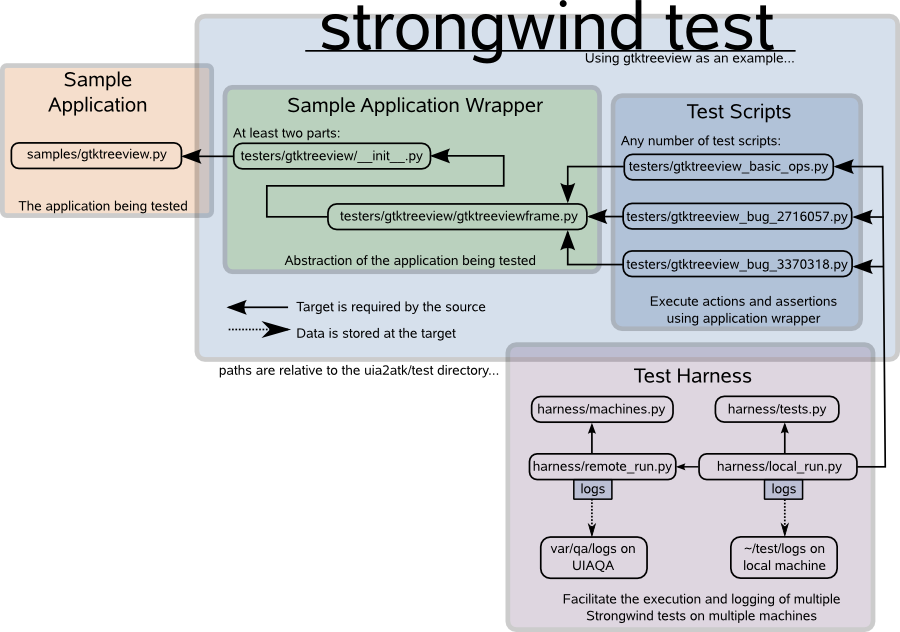 strongwind test
Using gtktreeview as an example...
Sample
Application
samples/gtktreeview.py
The application being tested
Sample Application Wrapper
At least two parts:
testers/gtktreeview/__init__.py
testers/gtktreeview/gtktreeviewframe.py
Abstraction of the application being tested
Test Scripts
Any number of test scripts:
testers/gtktreeview_basic_ops.py
testers/gtktreeview_bug_2716057.py
testers/gtktreeview_bug_3370318.py
Execute actions and assertions
using application wrapper
Target is required by the source
Data is stored at the target
paths are relative to the uia2atk/test directory...
Test Harness
harness/machines.py
harness/tests.py
harness/remote_run.py
harness/local_run.py
logs
logs
var/qa/logs on
UIAQA
~/test/logs on
local machine
Facilitate the execution and logging of multiple
Strongwind tests on multiple machines